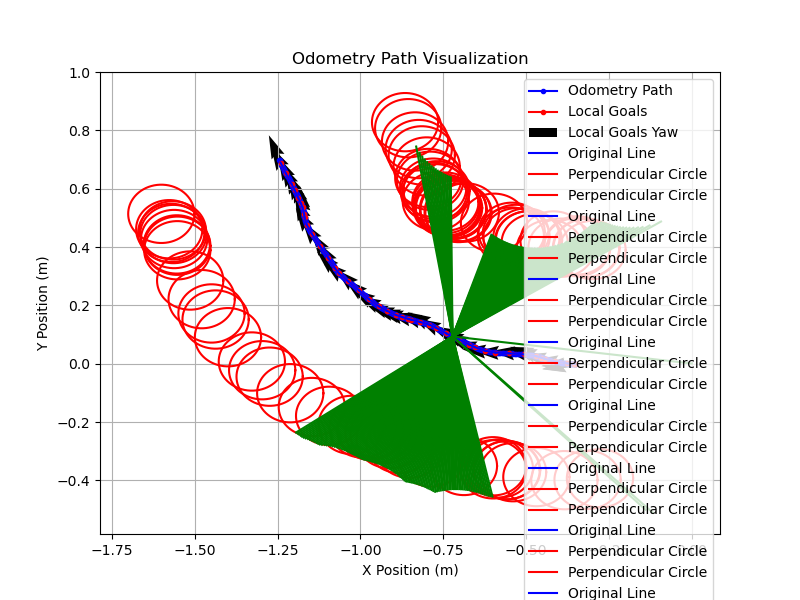 Odometry Path Visualization
1.0
0.8
0.6
0.4
0.2
0.0
−0.2
−0.4
Y Position (m)
−1.75
−1.50
−1.25
−1.00
−0.75
X Position (m)
Odometry Path
Local Goals
Local Goals Yaw
Original Line
Perpendicular Circle
Perpendicular Circle
Original Line
Perpendicular Circle
Perpendicular Circle
Original Line
Perpendicular Circle
Perpendicular Circle
Original Line
Perpendicular Circle
Perpendicular Circle
Original Line
Perpendicular Circle
Perpendicular Circle
Original Line
Perpendicular Circle
Perpendicular Circle
Original Line
Perpendicular Circle
Perpendicular Circle
Original Line